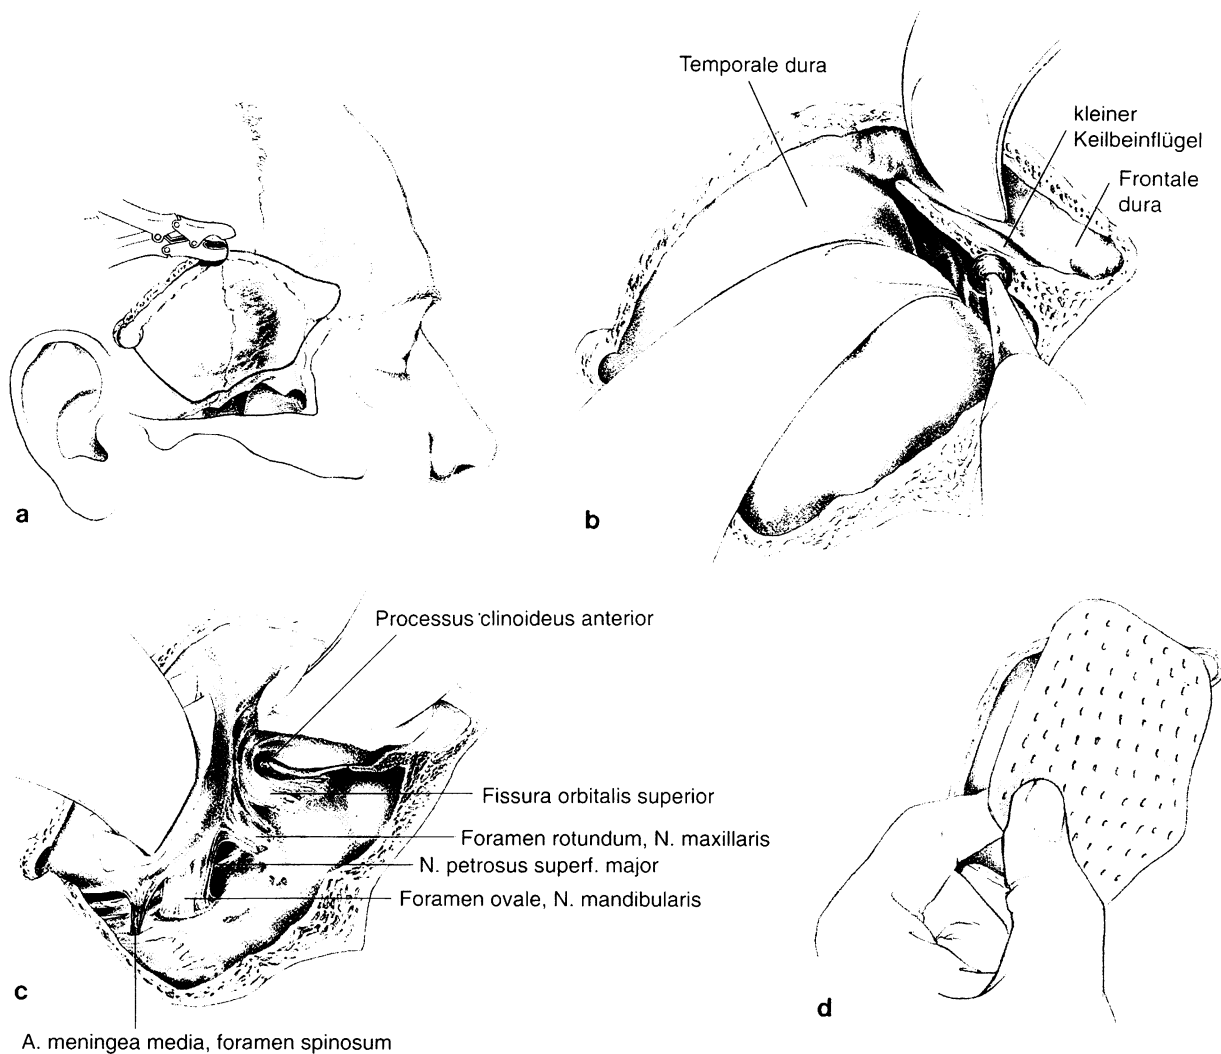 Temporale dura
kleiner
Keilbeinflügel
Frontale
dura
a
b
Processus clinoideus anterior
Fissura orbitalis superior
Foramen rotundum, N. maxillaris
N. petrosus superf. major
Foramen ovale, N. mandibularis
c
d
A. meningea media, foramen spinosum